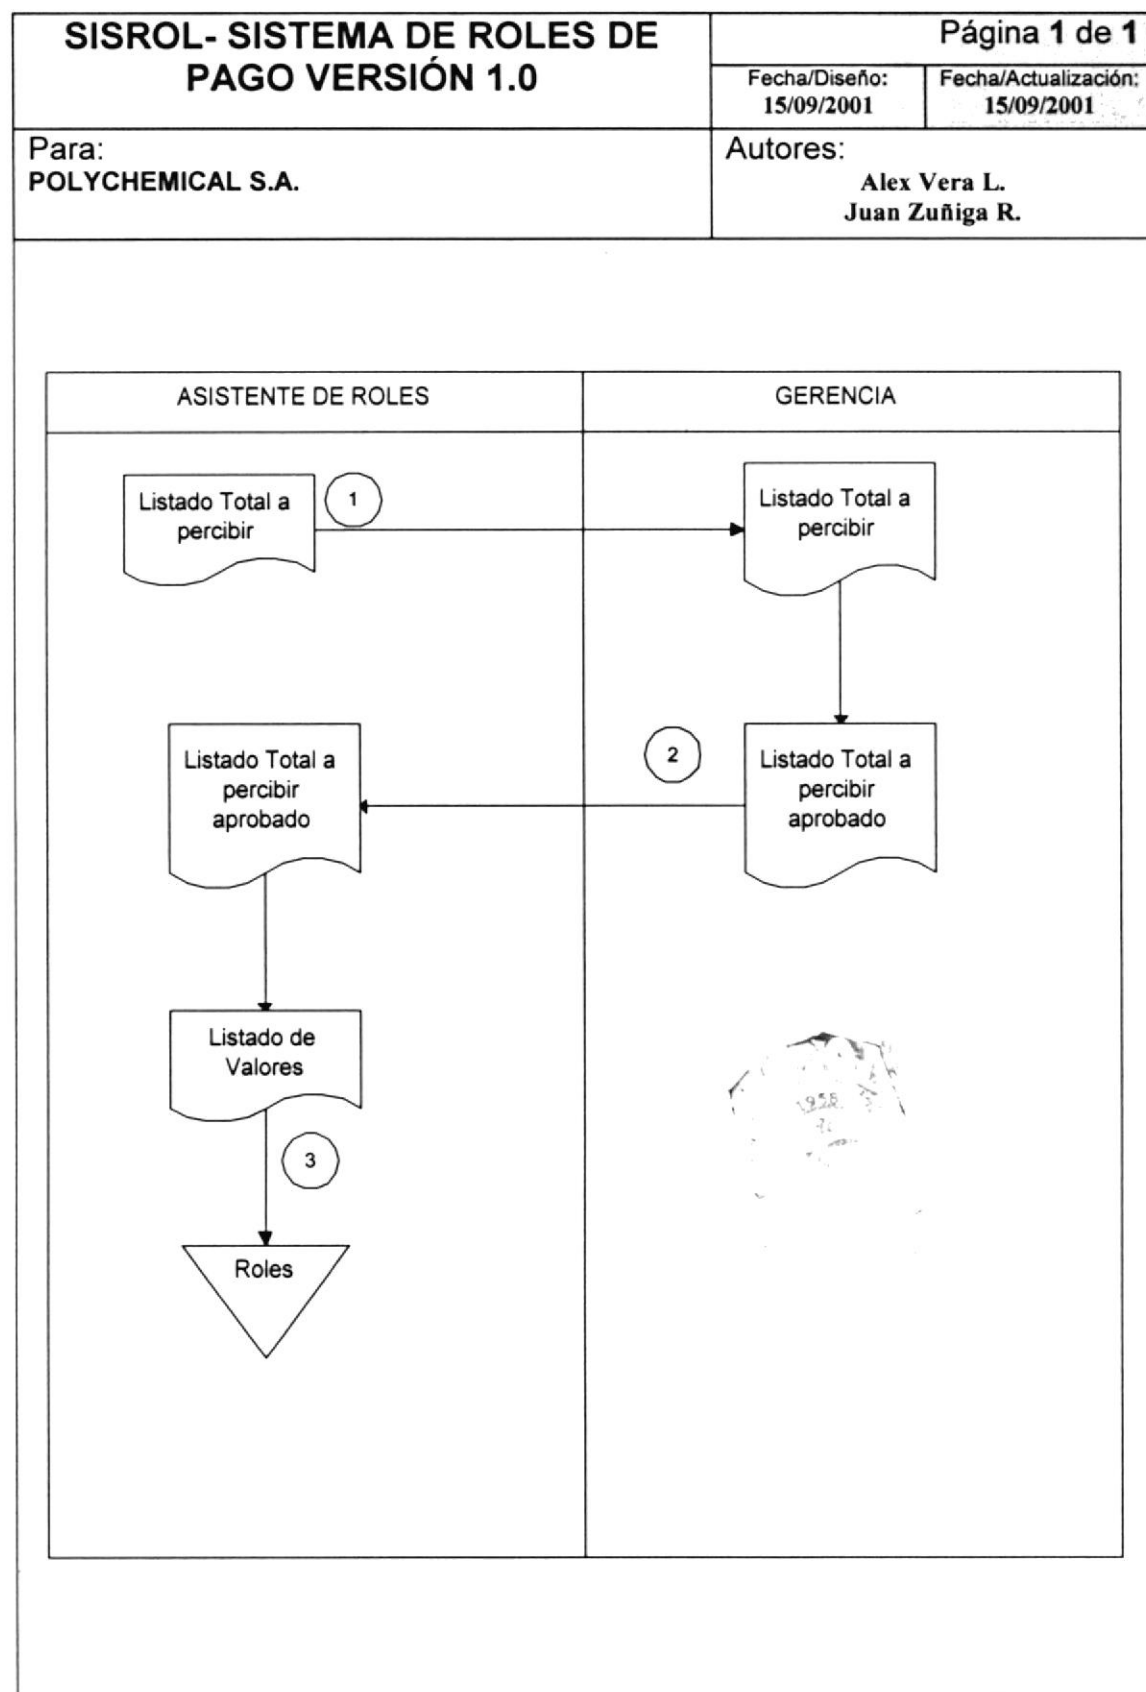 SISROL- SISTEMA DE ROLES DE
PAGO VERSIÓN 1.0
Página 1 de 1
Fecha/Diseño:
15/09/2001
Fecha/Actualización:
15/09/2001
Para:
POLYCHEMICAL S.A.
Autores:
Alex Vera L.
Juan Zuñiga R.
ASISTENTE DE ROLES
GERENCIA
Listado Total a
percibir
1
Listado Total a
percibir
Listado Total a
percibir
aprobado
2
Listado Total a
percibir
aprobado
Listado de
Valores
3
Roles